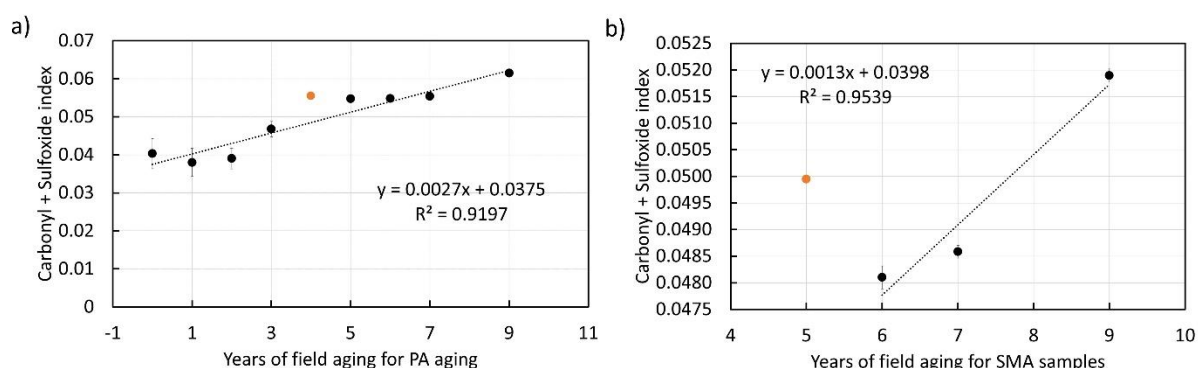 a)
Carbonyl + Sulfoxide index
0.07
0.06
0.05
0.04
0.03
0.02
0.01
0
y = 0.0027x + 0.0375
R² = 0.9197
-1 1 3 5 7 9 11
Years of field aging for PA aging
b)
Carbonyl + Sulfoxide index
0.0525
0.0520
0.0515
0.0510
0.0505
0.0500
0.0495
0.0490
0.0485
0.0480
0.0475
y = 0.0013x + 0.0398
R² = 0.9539
4 5 6 7 8 9 10
Years of field aging for SMA samples